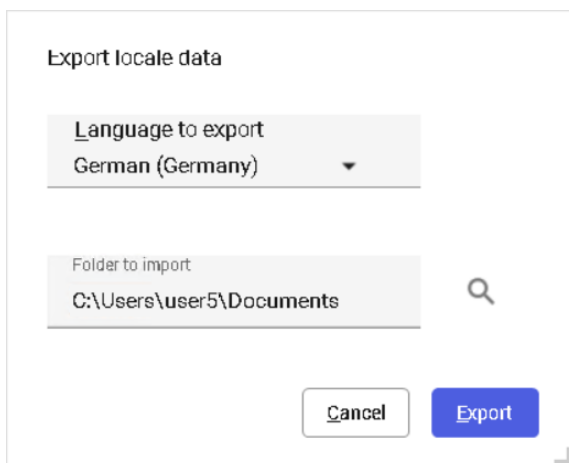 Export locale data
Language to export
German (Germany)
Folder to import
C:\Users\user5\Documents
Cancel
Export